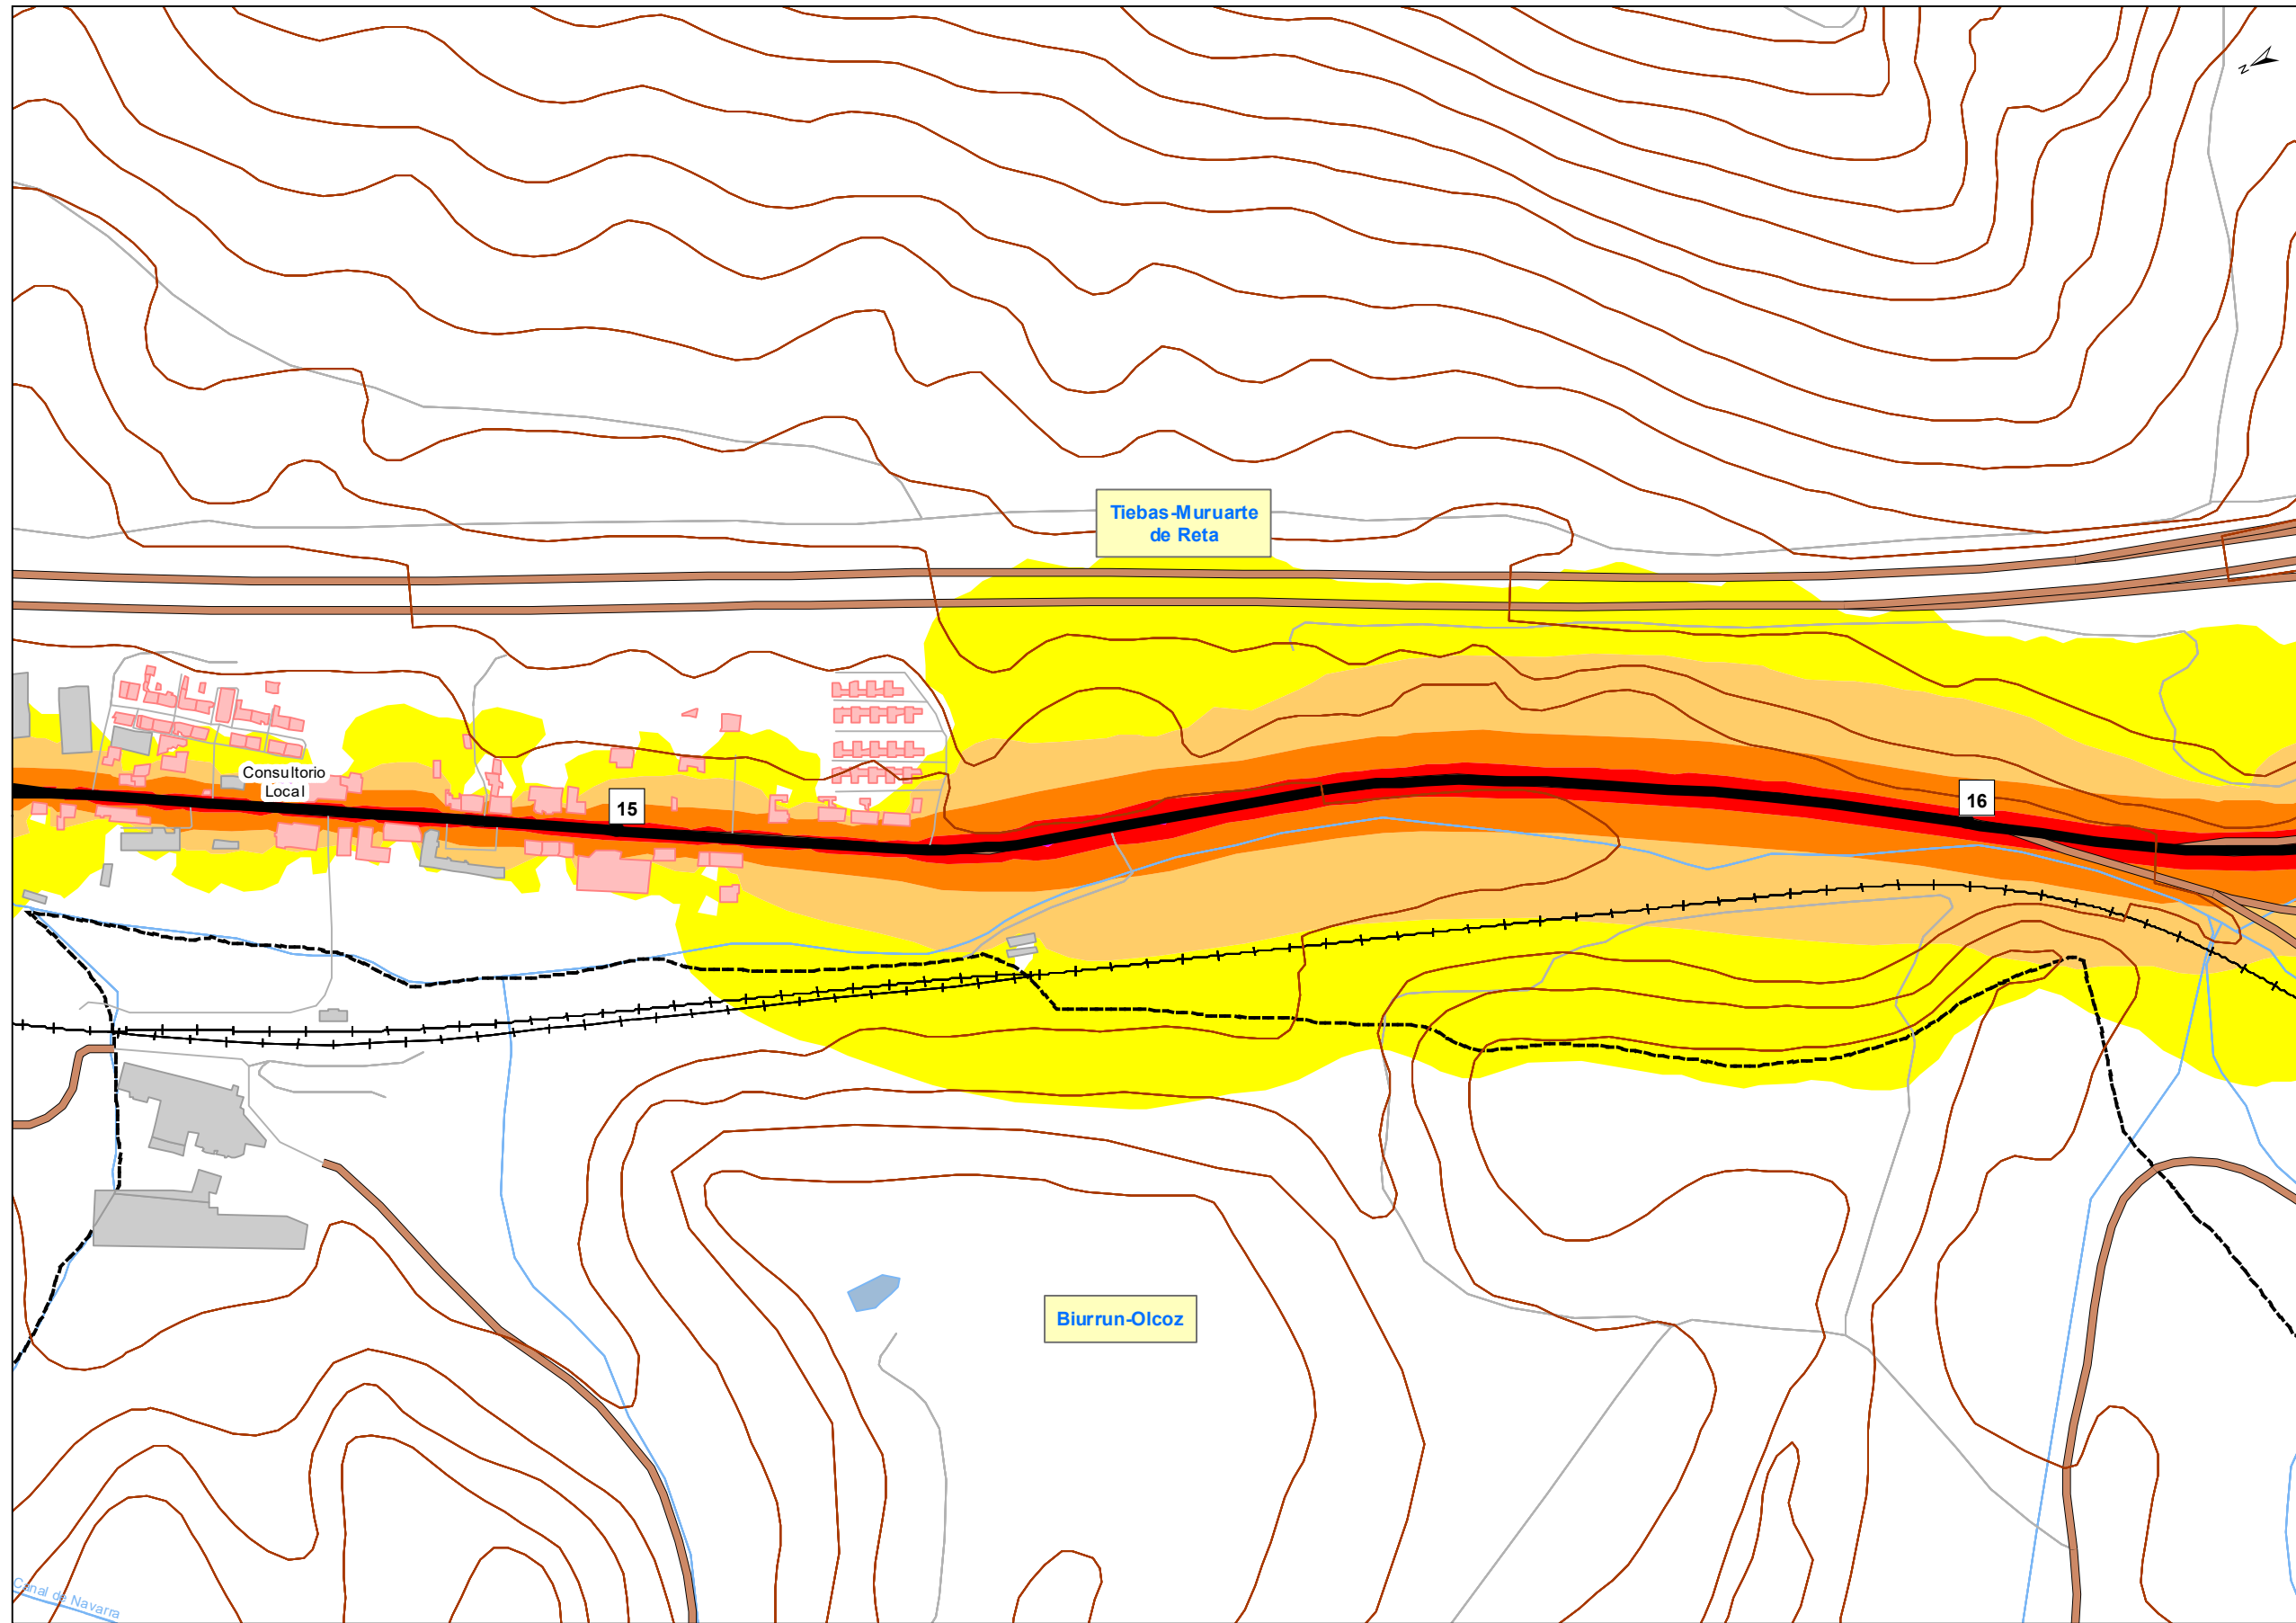 N
Tiebas-Muruarte
de Reta
Consultorio
Local
15
16
Biurrun-Olcoz
Canal de Navarra